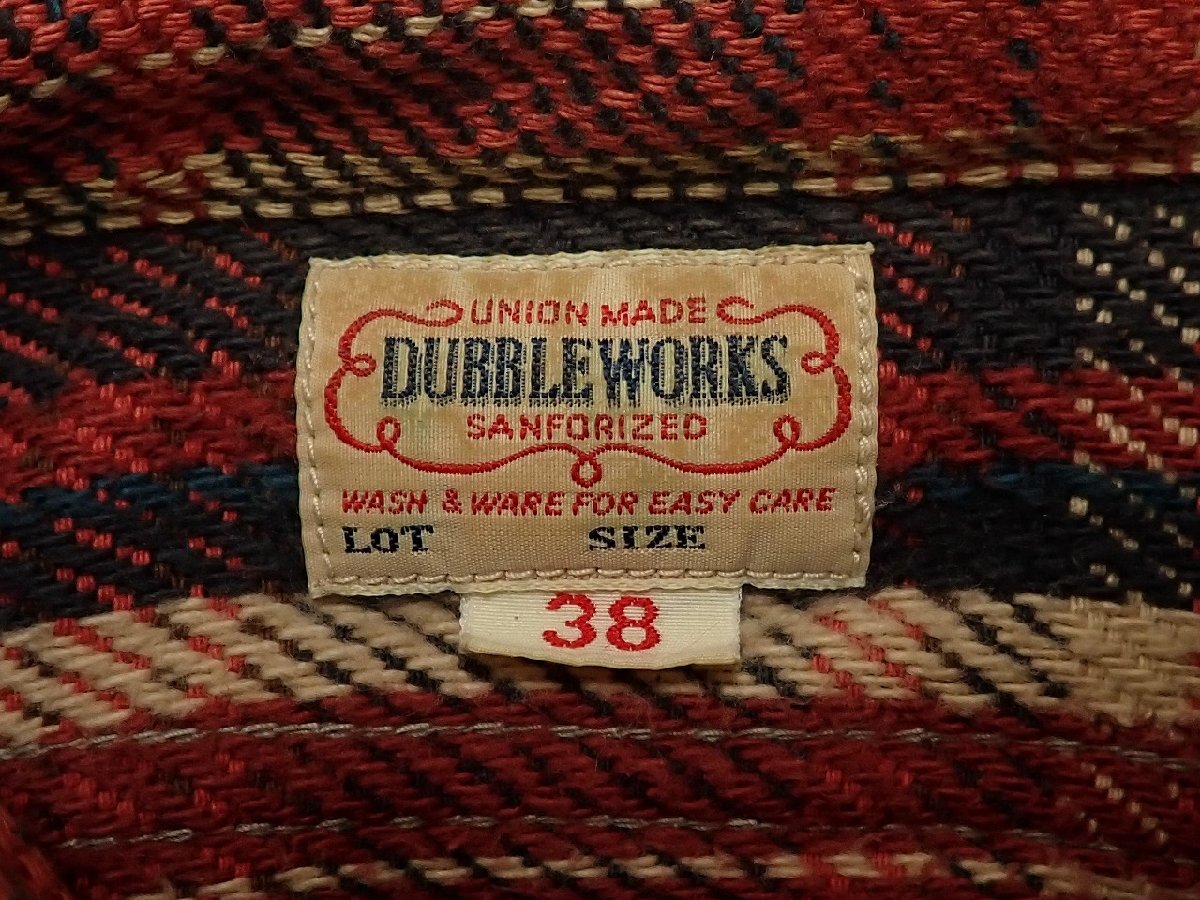 UNION MADE
DUBBLEWORKS
SANFORIZED
WASH & WARE FOR EASY CARE
LOT SIZE
38